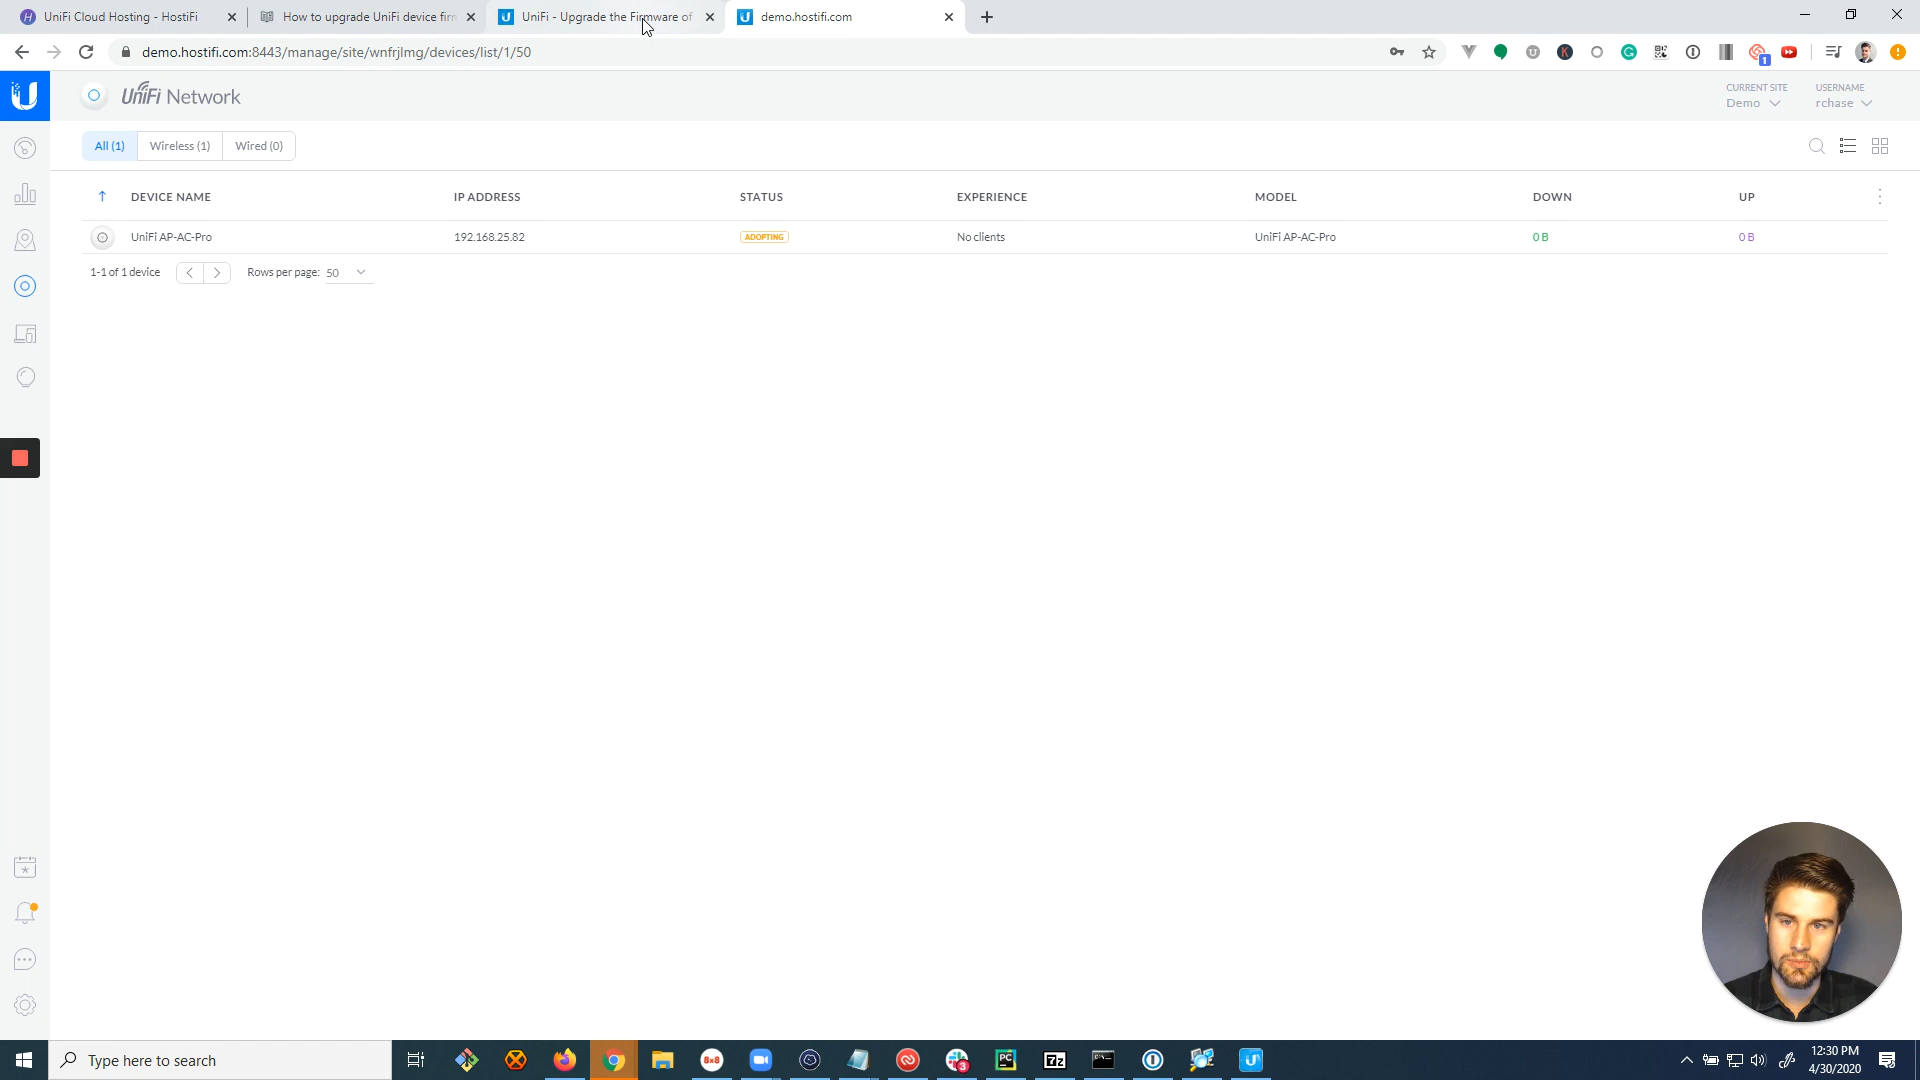 UniFi Cloud Hosting - HostiFi
How to upgrade UniFi device firm
UniFi - Upgrade the Firmware of
demo.hostifi.com
demo.hostifi.com:8443/manage/site/wnfrjlmg/devices/list/1/50
UniFi Network
CURRENT SITE
Demo
USERNAME
rchase
All (1)
Wireless (1)
Wired (0)
DEVICE NAME
IP ADDRESS
STATUS
EXPERIENCE
MODEL
DOWN
UP
UniFi AP-AC-Pro
192.168.25.82
ADOPTING
No clients
UniFi AP-AC-Pro
0 B
0 B
1-1 of 1 device
Rows per page: 50
Type here to search
8x8
3
PC
7z
12:30 PM
4/30/2020